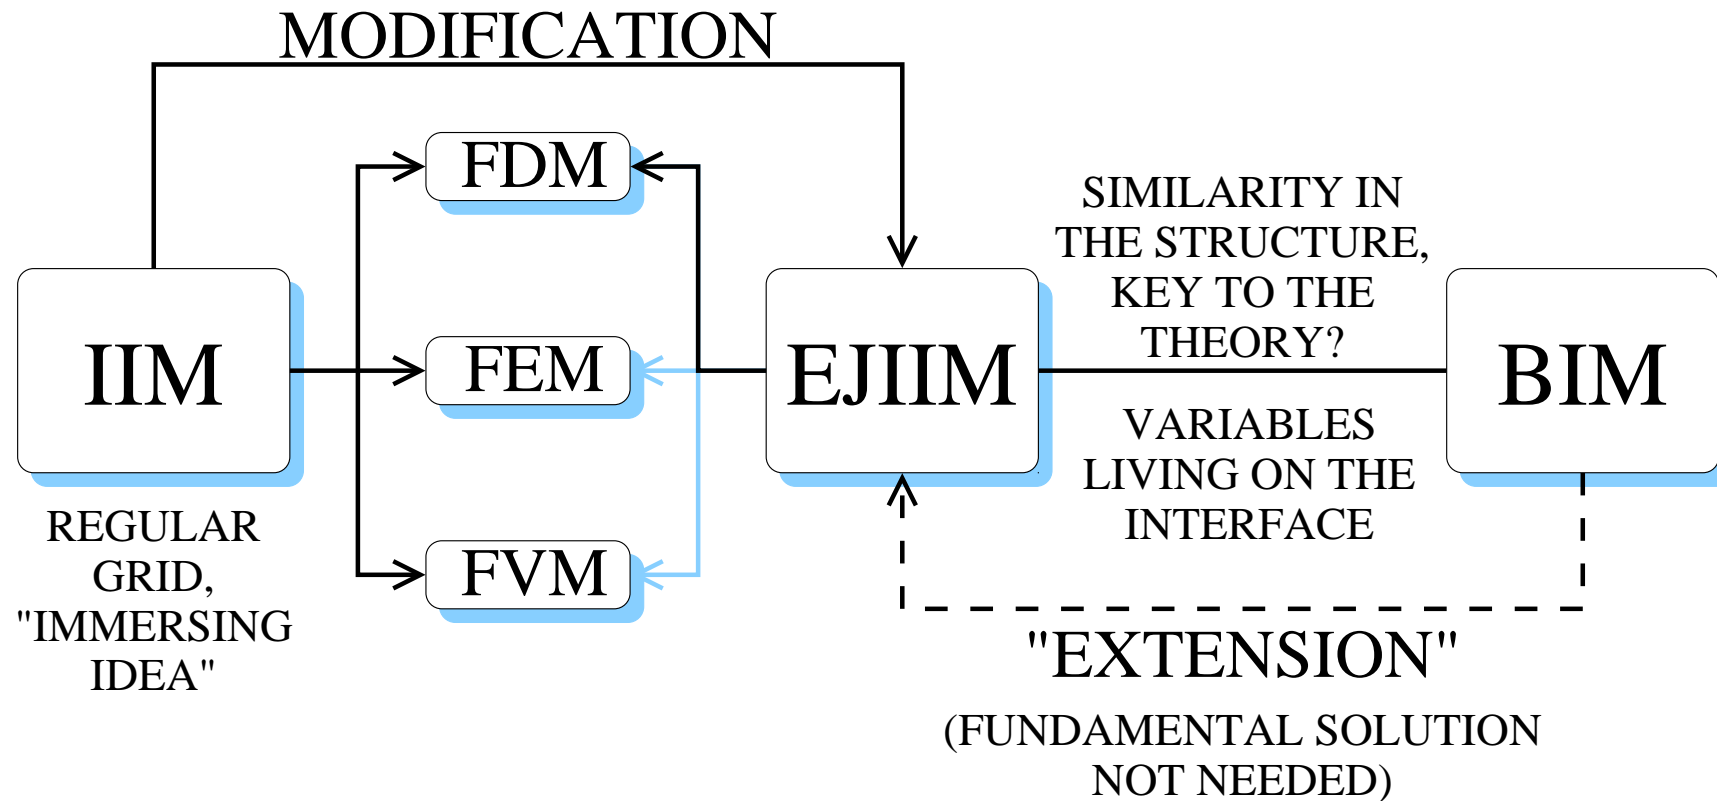 MODIFICATION
FDM
SIMILARITY IN
THE STRUCTURE,
KEY TO THE
THEORY?
IIM
FEM
EJIIM
BIM
VARIABLES
LIVING ON THE
INTERFACE
REGULAR
GRID,
"IMMERSING
IDEA"
FVM
"EXTENSION"
(FUNDAMENTAL SOLUTION
NOT NEEDED)